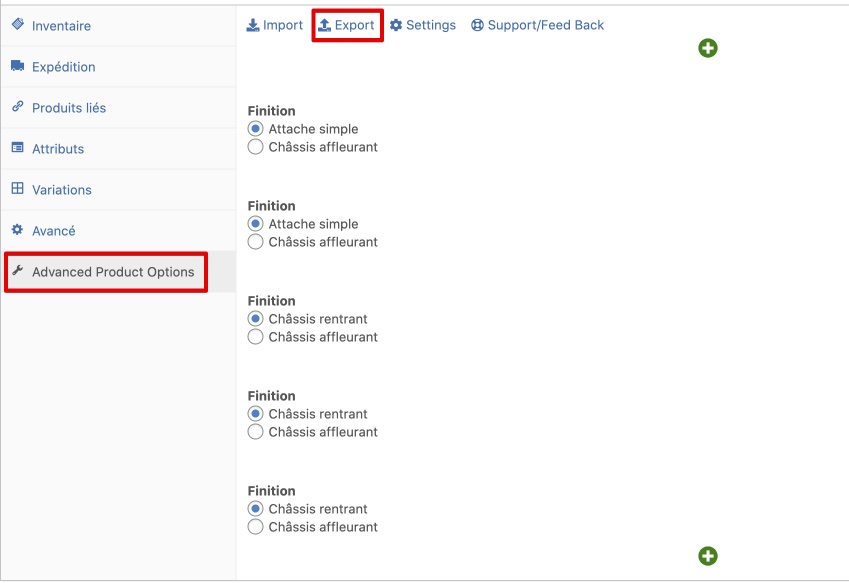 Inventaire
Expédition
Produits liés
Attributs
Variations
Avancé
Advanced Product Options
Import Export Settings Support/Feed Back
Finition
Attache simple
Châssis affleurant
Finition
Attache simple
Châssis affleurant
Finition
Châssis rentrant
Châssis affleurant
Finition
Châssis rentrant
Châssis affleurant
Finition
Châssis rentrant
Châssis affleurant